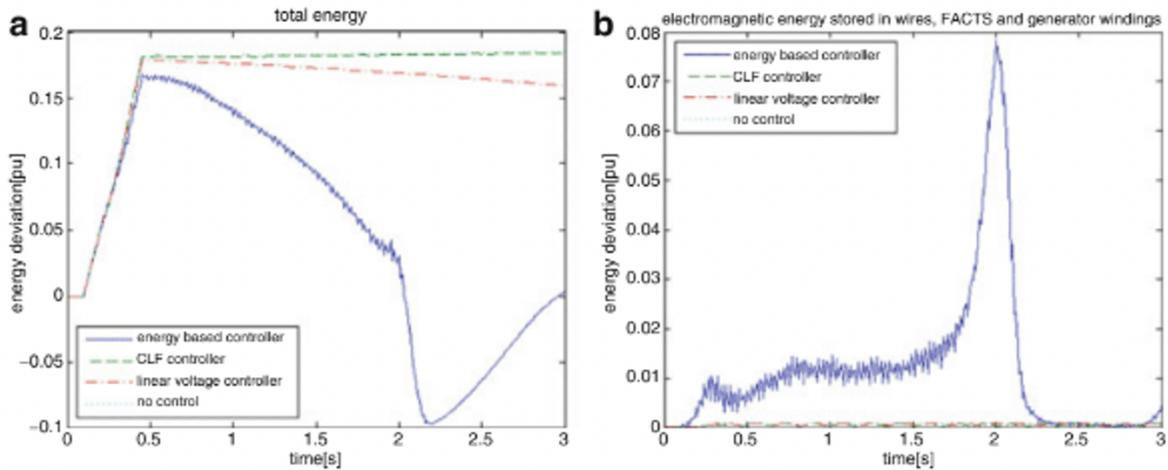 a
total energy
0.2
0.15
0.1
0.05
0
−0.05
−0.1
energy deviation[pu]
energy based controller
CLF controller
linear voltage controller
no control
0 0.5 1 1.5 2 2.5 3
time[s]
b
electromagnetic energy stored in wires, FACTS and generator windings
0.08
0.07
0.06
0.05
0.04
0.03
0.02
0.01
0
energy deviation[pu]
energy based controller
CLF controller
linear voltage controller
no control
0 0.5 1 1.5 2 2.5 3
time[s]